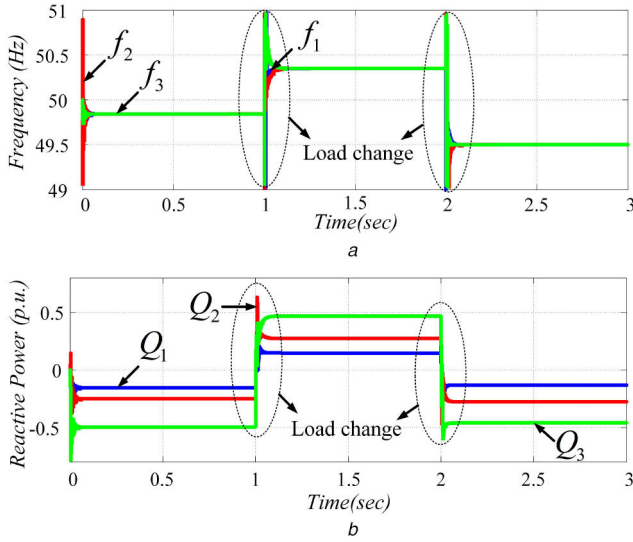 51
50.5
50
49.5
49
Frequency (Hz)
f2
f3
f1
Load change
0
0.5
1
1.5
2
2.5
3
Time(sec)
a
0.5
0
-0.5
Reactive Power (p.u.)
Q1
Q2
Load change
Q3
0
0.5
1
1.5
2
2.5
3
Time(sec)
b